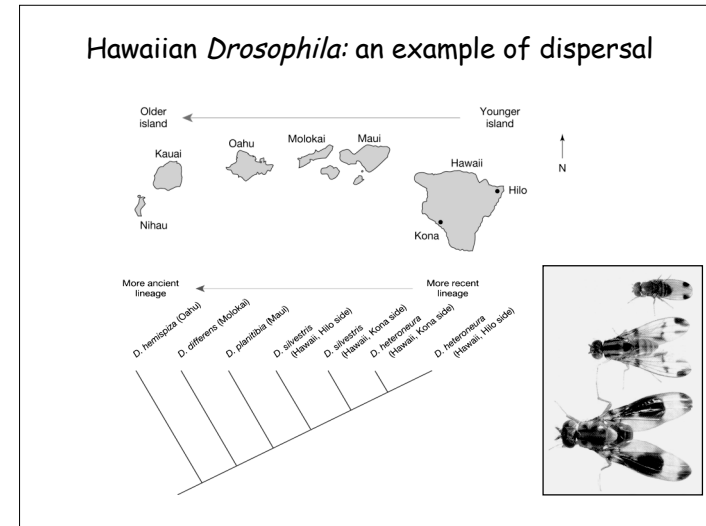 Hawaiian Drosophila: an example of dispersal
Older
island
Younger
island
Kauai
Oahu
Molokai
Maui
Hawaii
N
Hilo
Nihau
Kona
More ancient
lineage
More recent
lineage
D. hemispiza (Oahu)
D. differens (Molokai)
D. planitibia (Maui)
D. silvestris
(Hawaii, Hilo side)
D. silvestris
(Hawaii, Kona side)
D. heteroneura
(Hawaii, Kona side)
D. heteroneura
(Hawaii, Hilo side)